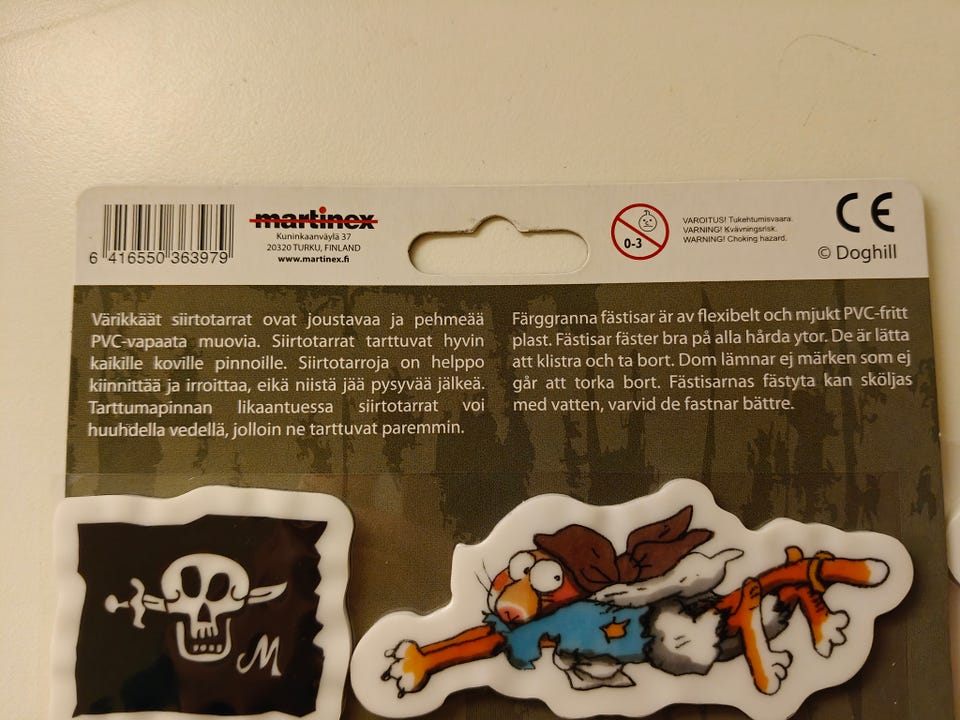 6 416550 363979
martinex
Kuninkaanväylä 37
20320 TURKU, FINLAND
www.martinex.fi
0-3
VAROITUS! Tukehtumisvaara.
VARNING! Kvävningsrisk.
WARNING! Choking hazard.
CE
© Doghill
Värikkäät siirtotarrat ovat joustavaa ja pehmeää
PVC-vapaata muovia. Siirtotarrat tarttuvat hyvin
kaikille koville pinnoille. Siirtotarroja on helppo
kiinnittää ja irroittaa, eikä niistä jää pysyvää jälkeä.
Tarttumapinnan likaantuessa siirtotarrat voi
huuhdella vedellä, jolloin ne tarttuvat paremmin.
Färggranna fästisar är av flexibelt och mjukt PVC-fritt
plast. Fästisar fäster bra på alla hårda ytor. De är lätta
att klistra och ta bort. Dom lämnar ej märken som ej
går att torka bort. Fästisarnas fästyta kan sköljas
med vatten, varvid de fastnar bättre.
M